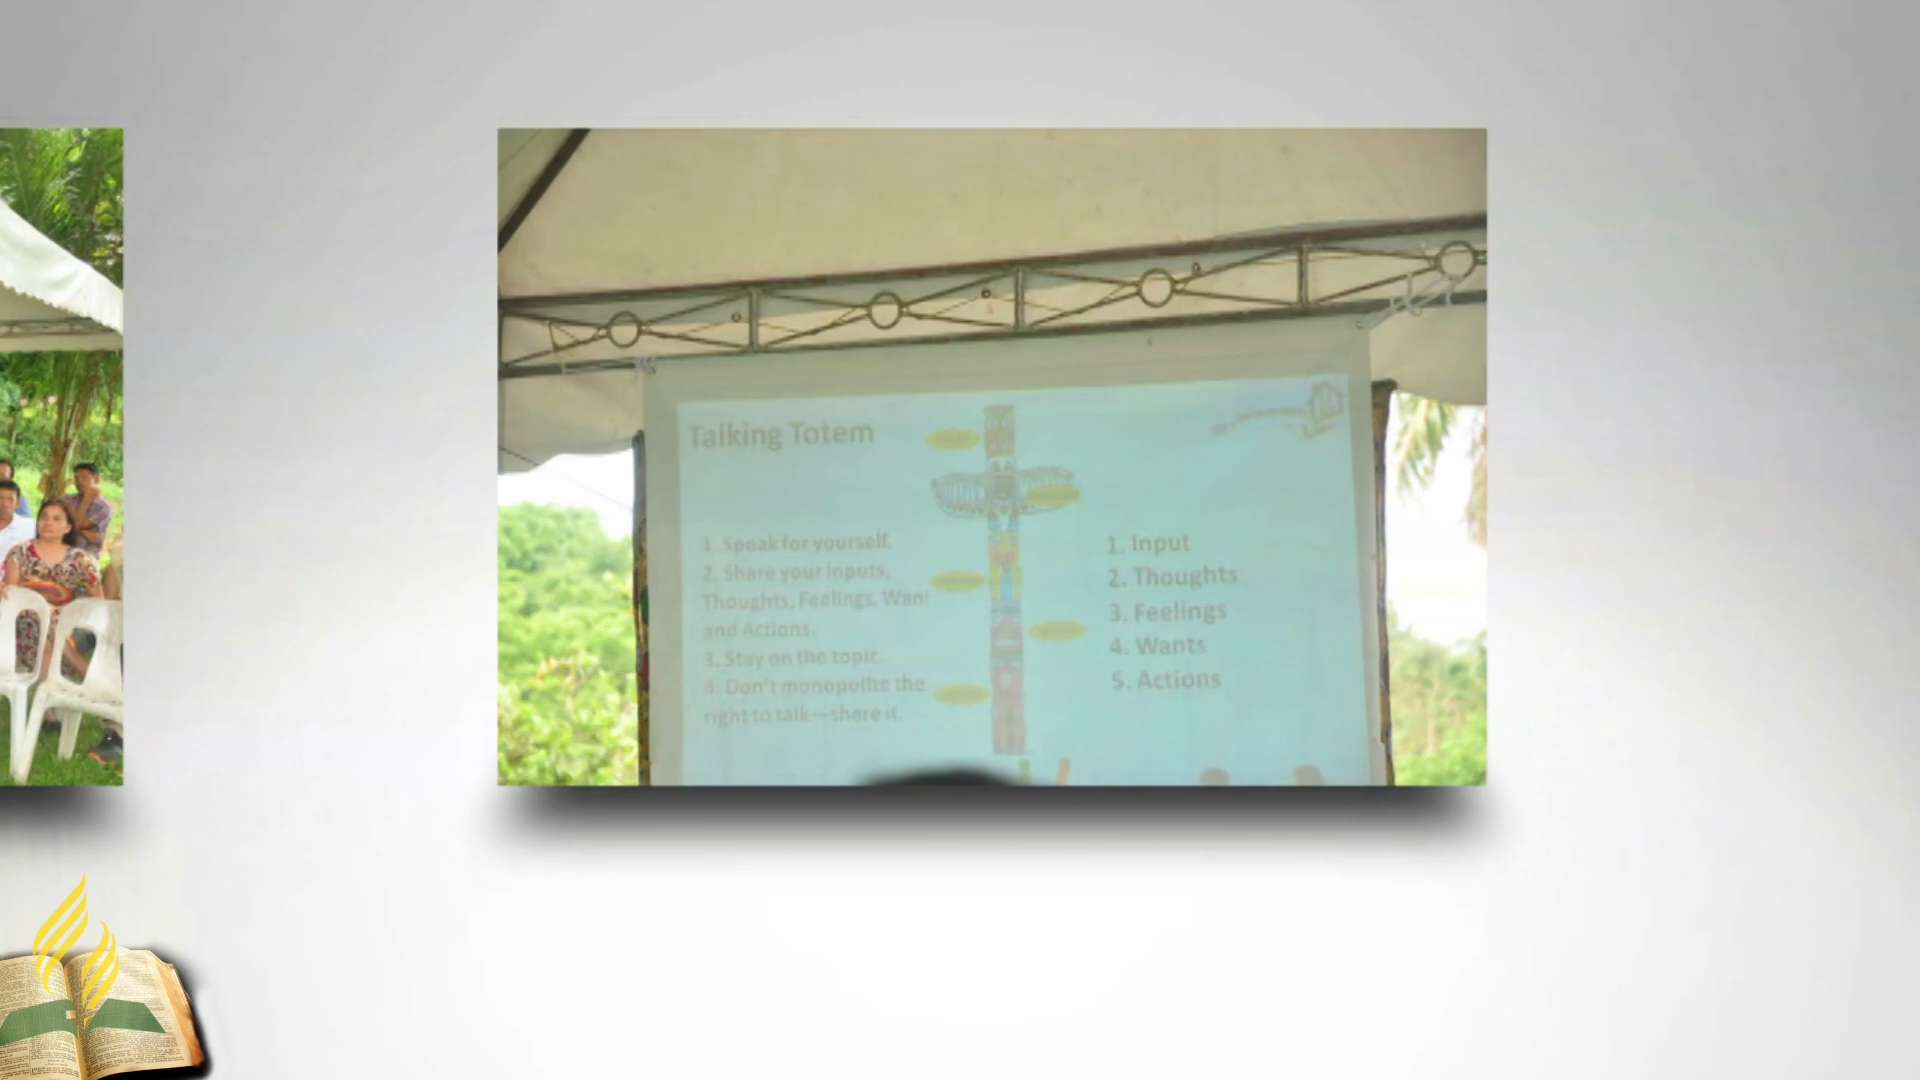 Talking Totem
1. Speak for yourself.
2. Share your inputs,
Thoughts, Feelings, Want
and Actions.
3. Stay on the topic.
4. Don't monopolize the
right to talk—share it.
1. Input
2. Thoughts
3. Feelings
4. Wants
5. Actions